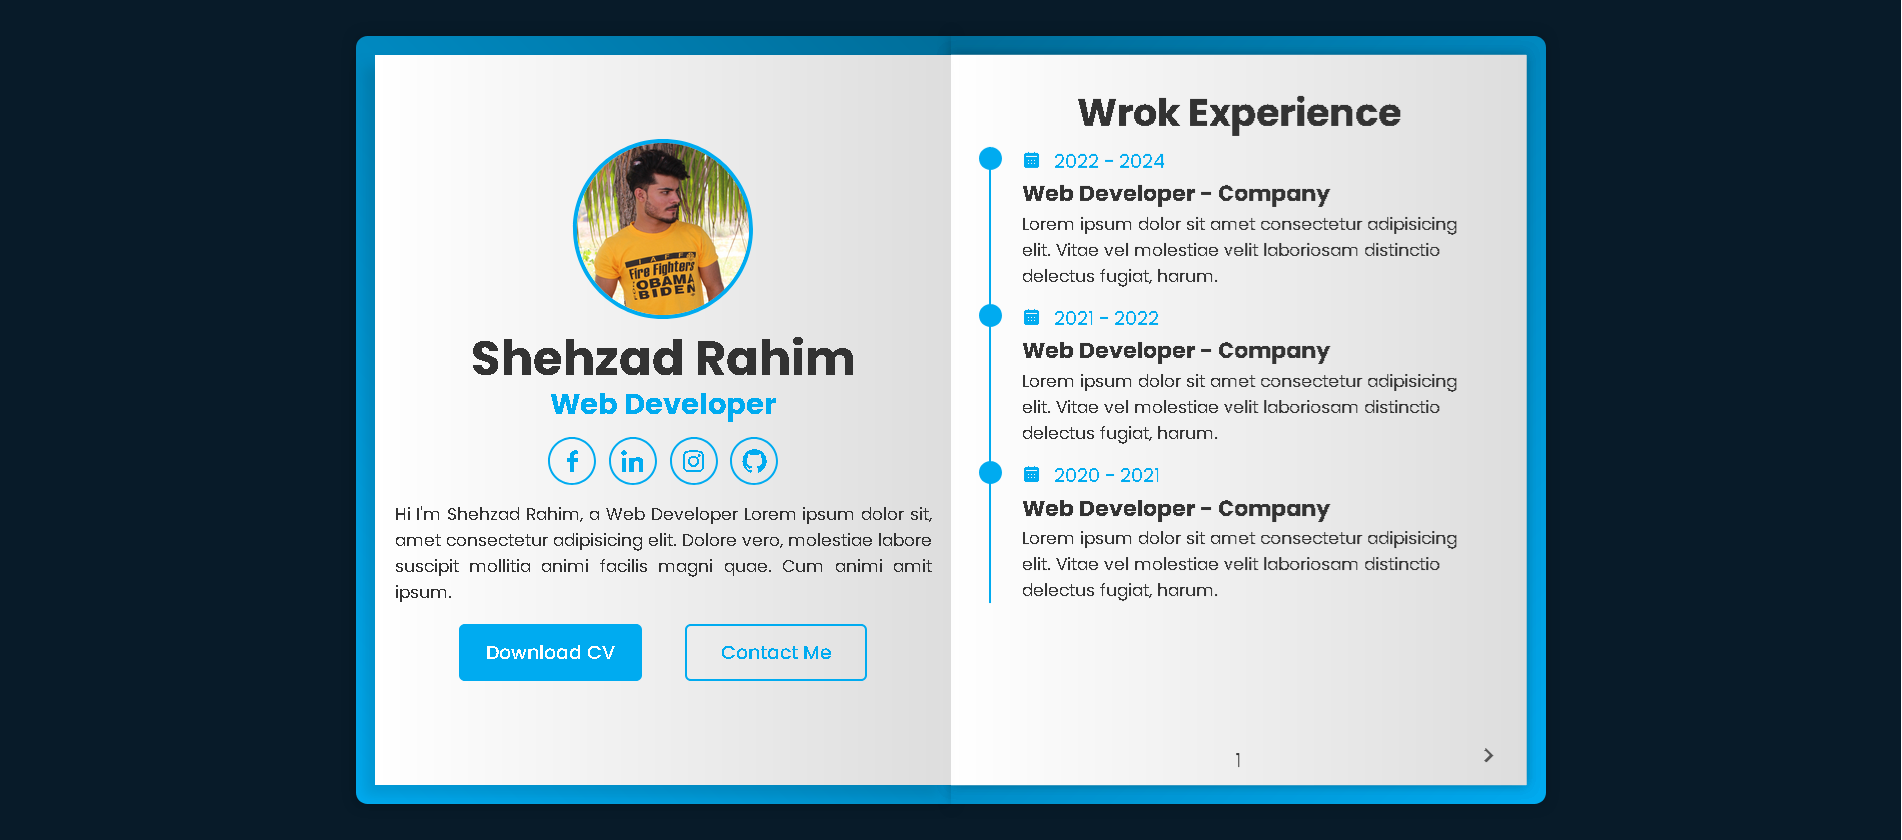 IAFF
Fire Fighters
OBAMA
BIDEN
Shehzad Rahim
Web Developer
Hi I'm Shehzad Rahim, a Web Developer Lorem ipsum dolor sit,
amet consectetur adipisicing elit. Dolore vero, molestiae labore
suscipit mollitia animi facilis magni quae. Cum animi amit
ipsum.
Download CV
Contact Me
Wrok Experience
2022 - 2024
Web Developer - Company
Lorem ipsum dolor sit amet consectetur adipisicing
elit. Vitae vel molestiae velit laboriosam distinctio
delectus fugiat, harum.
2021 - 2022
Web Developer - Company
Lorem ipsum dolor sit amet consectetur adipisicing
elit. Vitae vel molestiae velit laboriosam distinctio
delectus fugiat, harum.
2020 - 2021
Web Developer - Company
Lorem ipsum dolor sit amet consectetur adipisicing
elit. Vitae vel molestiae velit laboriosam distinctio
delectus fugiat, harum.
1